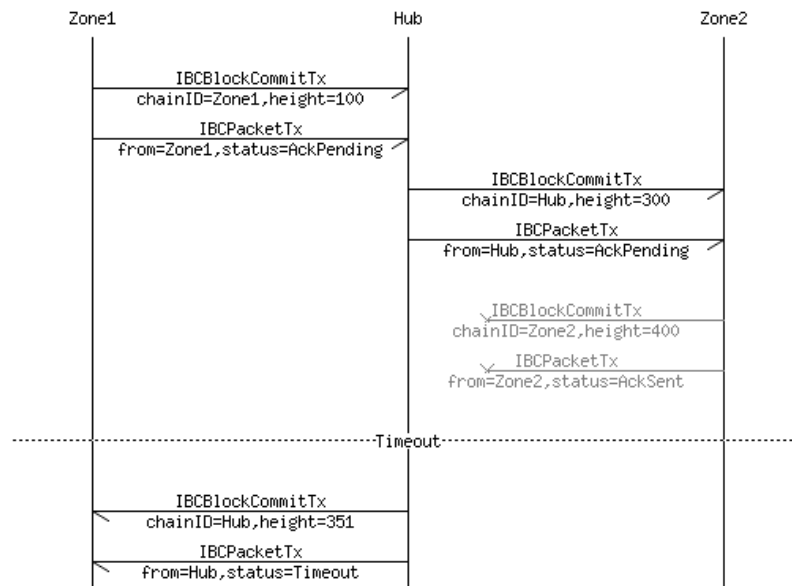 Zone1 Hub Zone2
IBCBlockCommitTx
chainID=Zone1,height=100
IBCPacketTx
from=Zone1,status=AckPending
IBCBlockCommitTx
chainID=Hub,height=300
IBCPacketTx
from=Hub,status=AckPending
IBCBlockCommitTx
chainID=Zone2,height=400
IBCPacketTx
from=Zone2,status=AckSent
Timeout
IBCBlockCommitTx
chainID=Hub,height=351
IBCPacketTx
from=Hub,status=Timeout